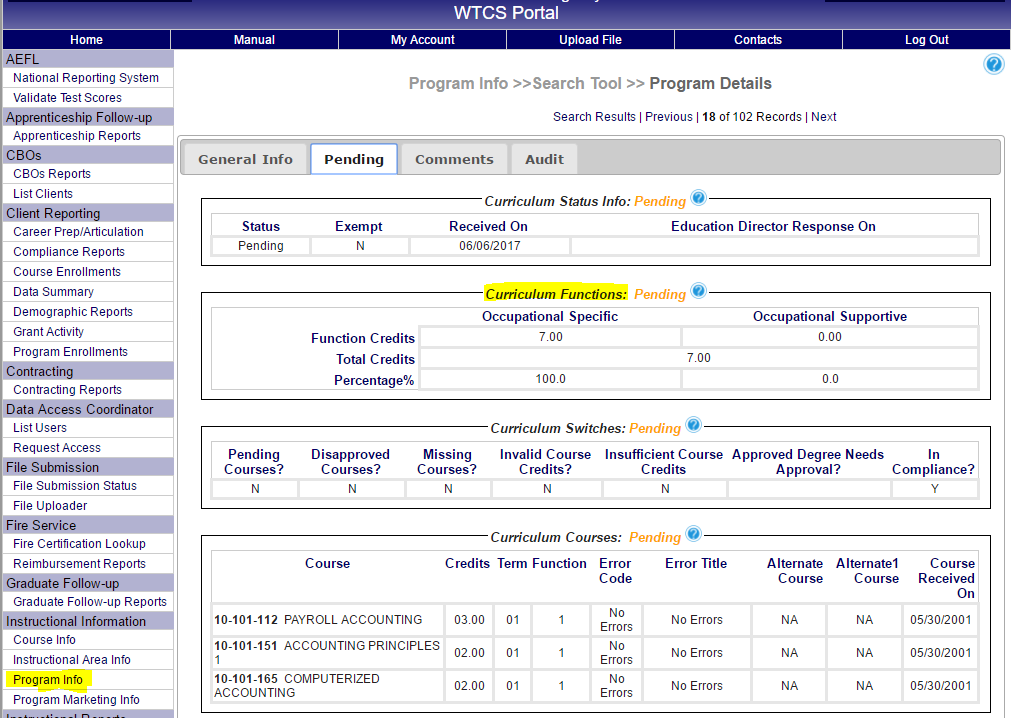 WTCS Portal
Home Manual My Account Upload File Contacts Log Out
AEFL
National Reporting System
Validate Test Scores
Apprenticeship Follow-up
Apprenticeship Reports
CBOs
CBOs Reports
List Clients
Client Reporting
Career Prep/Articulation
Compliance Reports
Course Enrollments
Data Summary
Demographic Reports
Grant Activity
Program Enrollments
Contracting
Contracting Reports
Data Access Coordinator
List Users
Request Access
File Submission
File Submission Status
File Uploader
Fire Service
Fire Certification Lookup
Reimbursement Reports
Graduate Follow-up
Graduate Follow-up Reports
Instructional Information
Course Info
Instructional Area Info
Program Info
Program Marketing Info
Instructional Reports
?
Program Info >>Search Tool >> Program Details
Search Results | Previous | 18 of 102 Records | Next
General Info Pending Comments Audit
Curriculum Status Info: Pending ?
Status Exempt Received On Education Director Response On
Pending N 06/06/2017
Curriculum Functions: Pending ?
Occupational Specific Occupational Supportive
Function Credits 7.00 0.00
Total Credits 7.00
Percentage% 100.0 0.0
Curriculum Switches: Pending ?
Pending Disapproved Missing Invalid Course Insufficient Course Approved Degree Needs In
Courses? Courses? Courses? Credits? Credits Approval? Compliance?
N N N N N Y
Curriculum Courses: Pending ?
Course Credits Term Function Error Error Title Alternate Alternate1 Course
Code Course Course Received
On
10-101-112 PAYROLL ACCOUNTING 03.00 01 1 No Errors No Errors NA NA 05/30/2001
10-101-151 ACCOUNTING PRINCIPLES 1 02.00 01 1 No Errors No Errors NA NA 05/30/2001
10-101-165 COMPUTERIZED ACCOUNTING 02.00 01 1 No Errors No Errors NA NA 05/30/2001